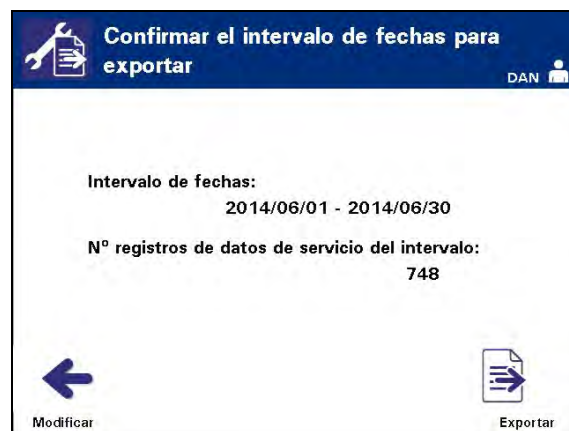 Confirmar el intervalo de fechas para
exportar
DAN
Intervalo de fechas:
2014/06/01 - 2014/06/30
Nº registros de datos de servicio del intervalo:
748
Modificar
Exportar